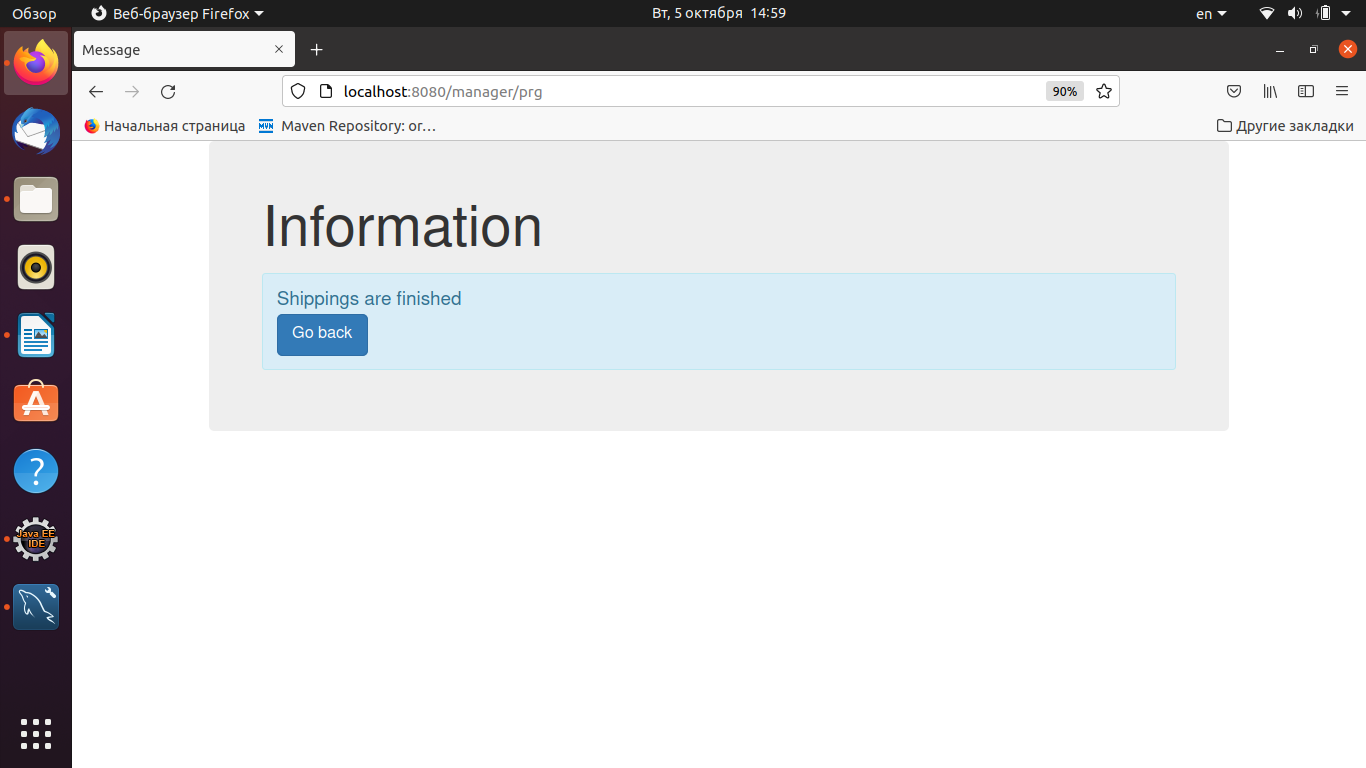 Обзор
Веб-браузер Firefox
Вт, 5 октября 14:59
en
Message
localhost:8080/manager/prg
90%
Начальная страница
MVN
Maven Repository: or…
Другие закладки
Information
Shippings are finished
Go back
?
Java EE
IDE